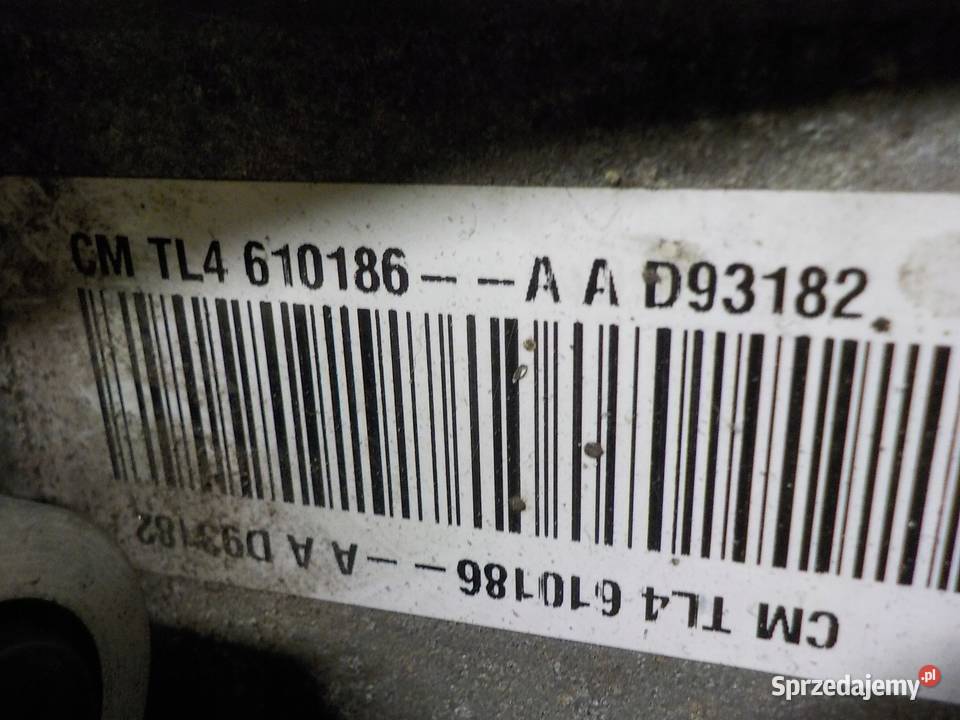 CM TL4 610186 - - A A D93182
CM TL4 610186 - - A A D93182
Sprzedajemy.pl